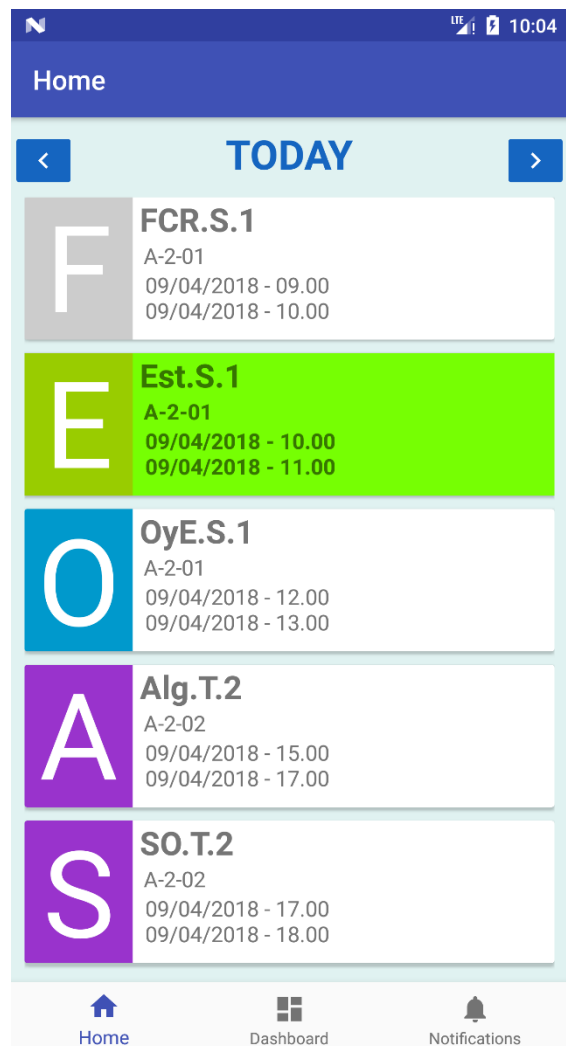 N LTE 10:04
Home
< TODAY >
F
FCR.S.1
A-2-01
09/04/2018 - 09.00
09/04/2018 - 10.00
E
Est.S.1
A-2-01
09/04/2018 - 10.00
09/04/2018 - 11.00
O
OyE.S.1
A-2-01
09/04/2018 - 12.00
09/04/2018 - 13.00
A
Alg.T.2
A-2-02
09/04/2018 - 15.00
09/04/2018 - 17.00
S
SO.T.2
A-2-02
09/04/2018 - 17.00
09/04/2018 - 18.00
Home Dashboard Notifications